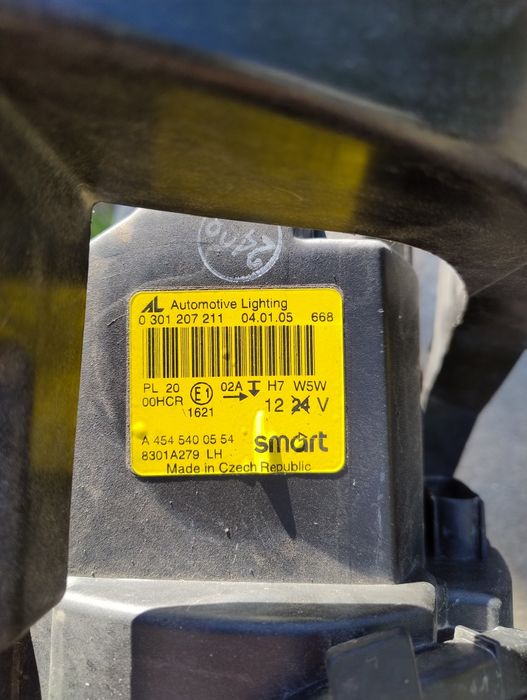 AL Automotive Lighting
0 301 207 211 04.01.05 668
PL 20 E1 02A H7 W5W
00HCR 1621 12 24 V
A 454 540 05 54 smart
8301A279 LH
Made in Czech Republic